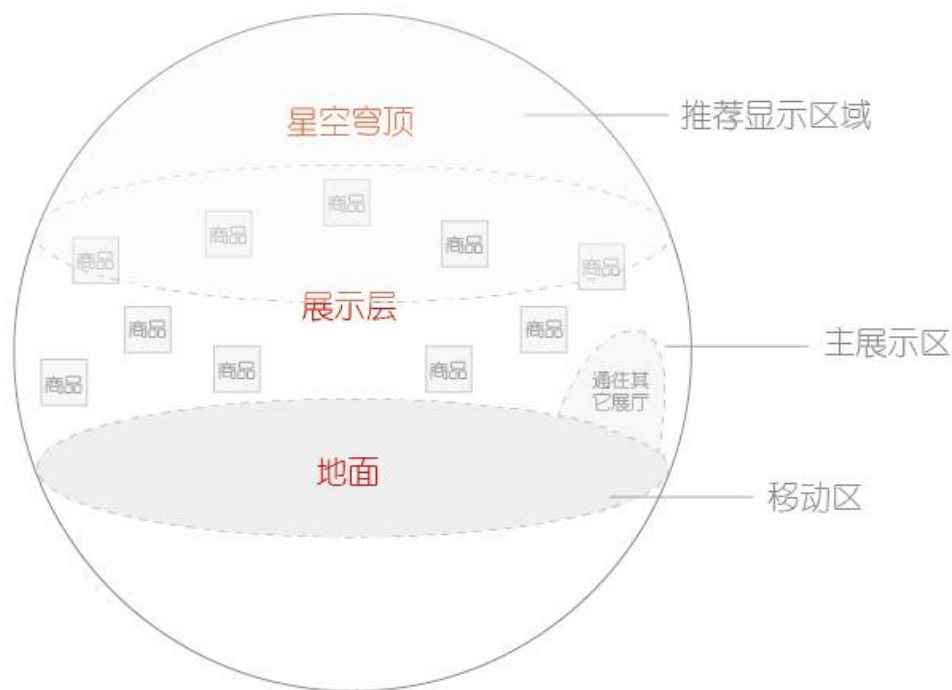 星空穹顶
推荐显示区域
商品
商品
商品
商品
商品
商品
展示层
商品
商品
商品
商品
主展示区
通往其
它展厅
地面
移动区